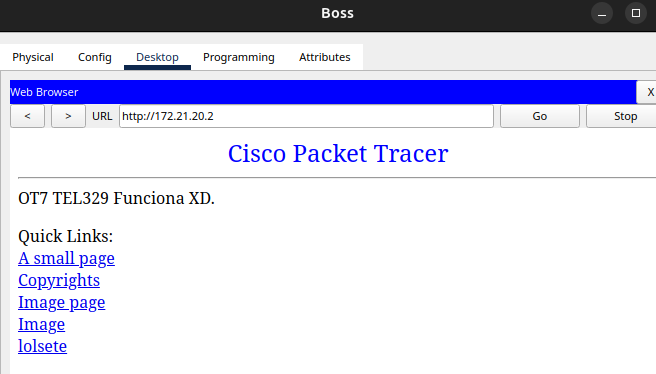 Boss
Physical Config Desktop Programming Attributes
Web Browser X
< > URL http://172.21.20.2 Go Stop
Cisco Packet Tracer
OT7 TEL329 Funciona XD.
Quick Links:
A small page
Copyrights
Image page
Image
lolsete